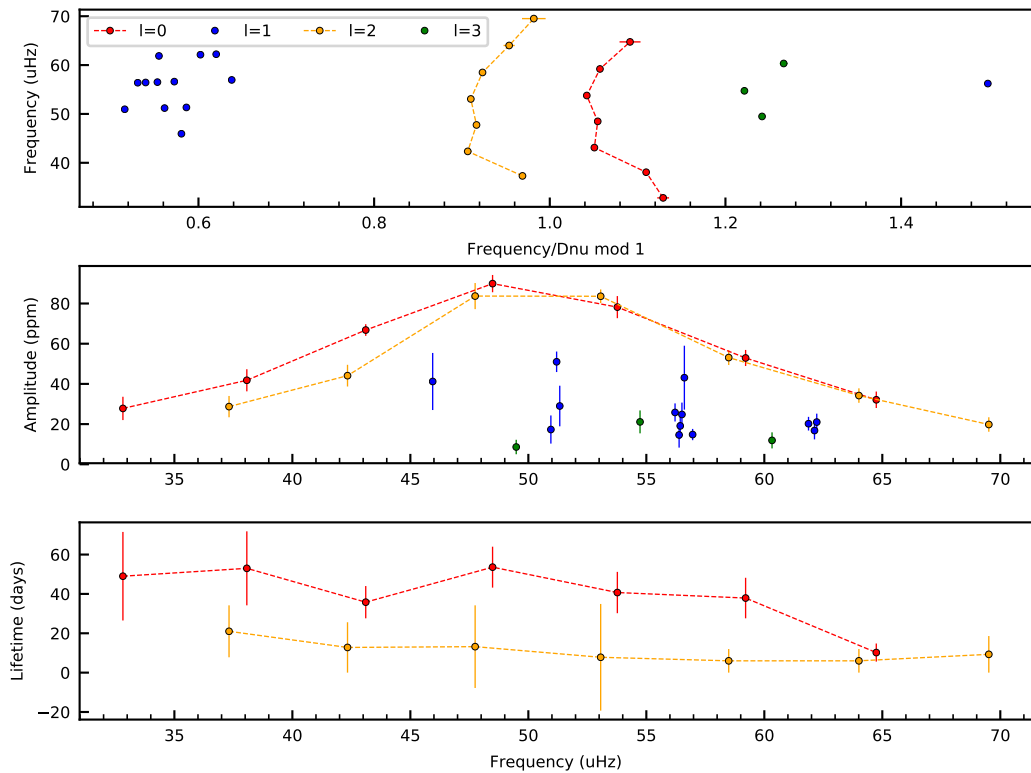 70
60
50
40
Frequency (uHz)
l=0 l=1 l=2 l=3
0.6 0.8 1.0 1.2 1.4
Frequency/Dnu mod 1
80
60
40
20
0
Amplitude (ppm)
35 40 45 50 55 60 65 70
60
40
20
0
−20
Lifetime (days)
35 40 45 50 55 60 65 70
Frequency (uHz)